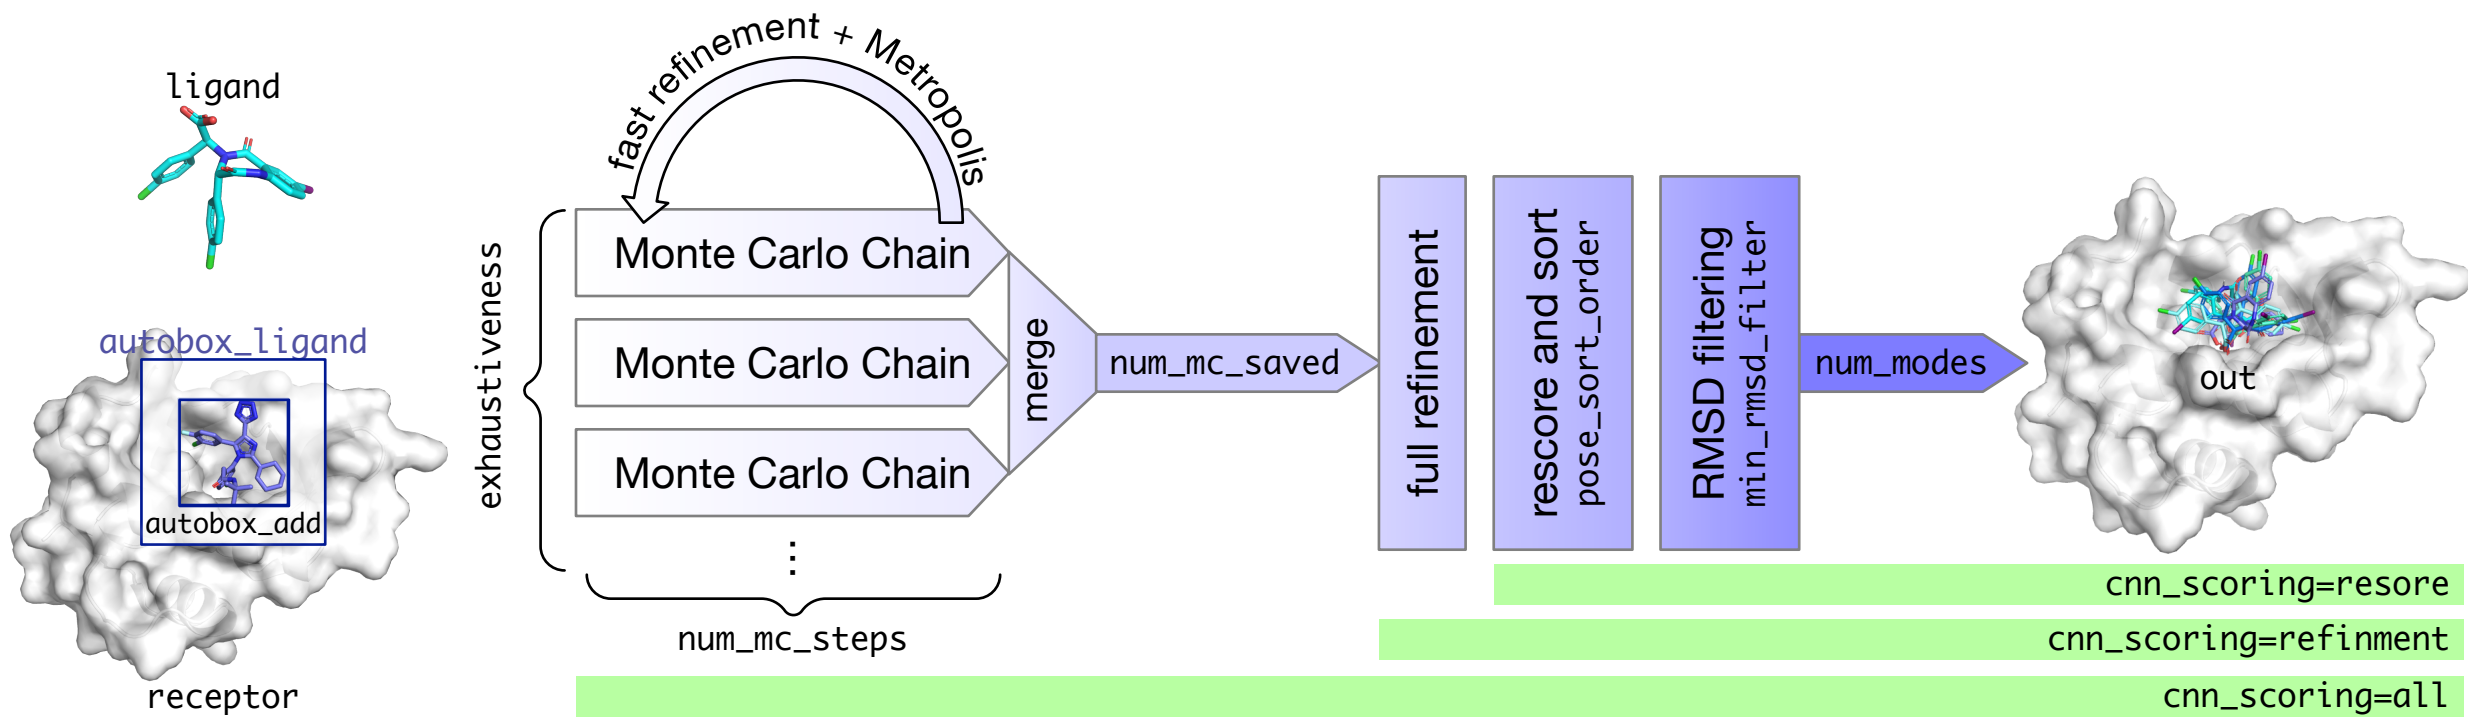 ligand
autobox_ligand
autobox_add
receptor
fast refinement + Metropolis
exhaustiveness
Monte Carlo Chain
Monte Carlo Chain
Monte Carlo Chain
⋮
num_mc_steps
merge
num_mc_saved
full refinement
rescore and sort
pose_sort_order
RMSD filtering
min_rmsd_filter
num_modes
out
cnn_scoring=resore
cnn_scoring=refinment
cnn_scoring=all